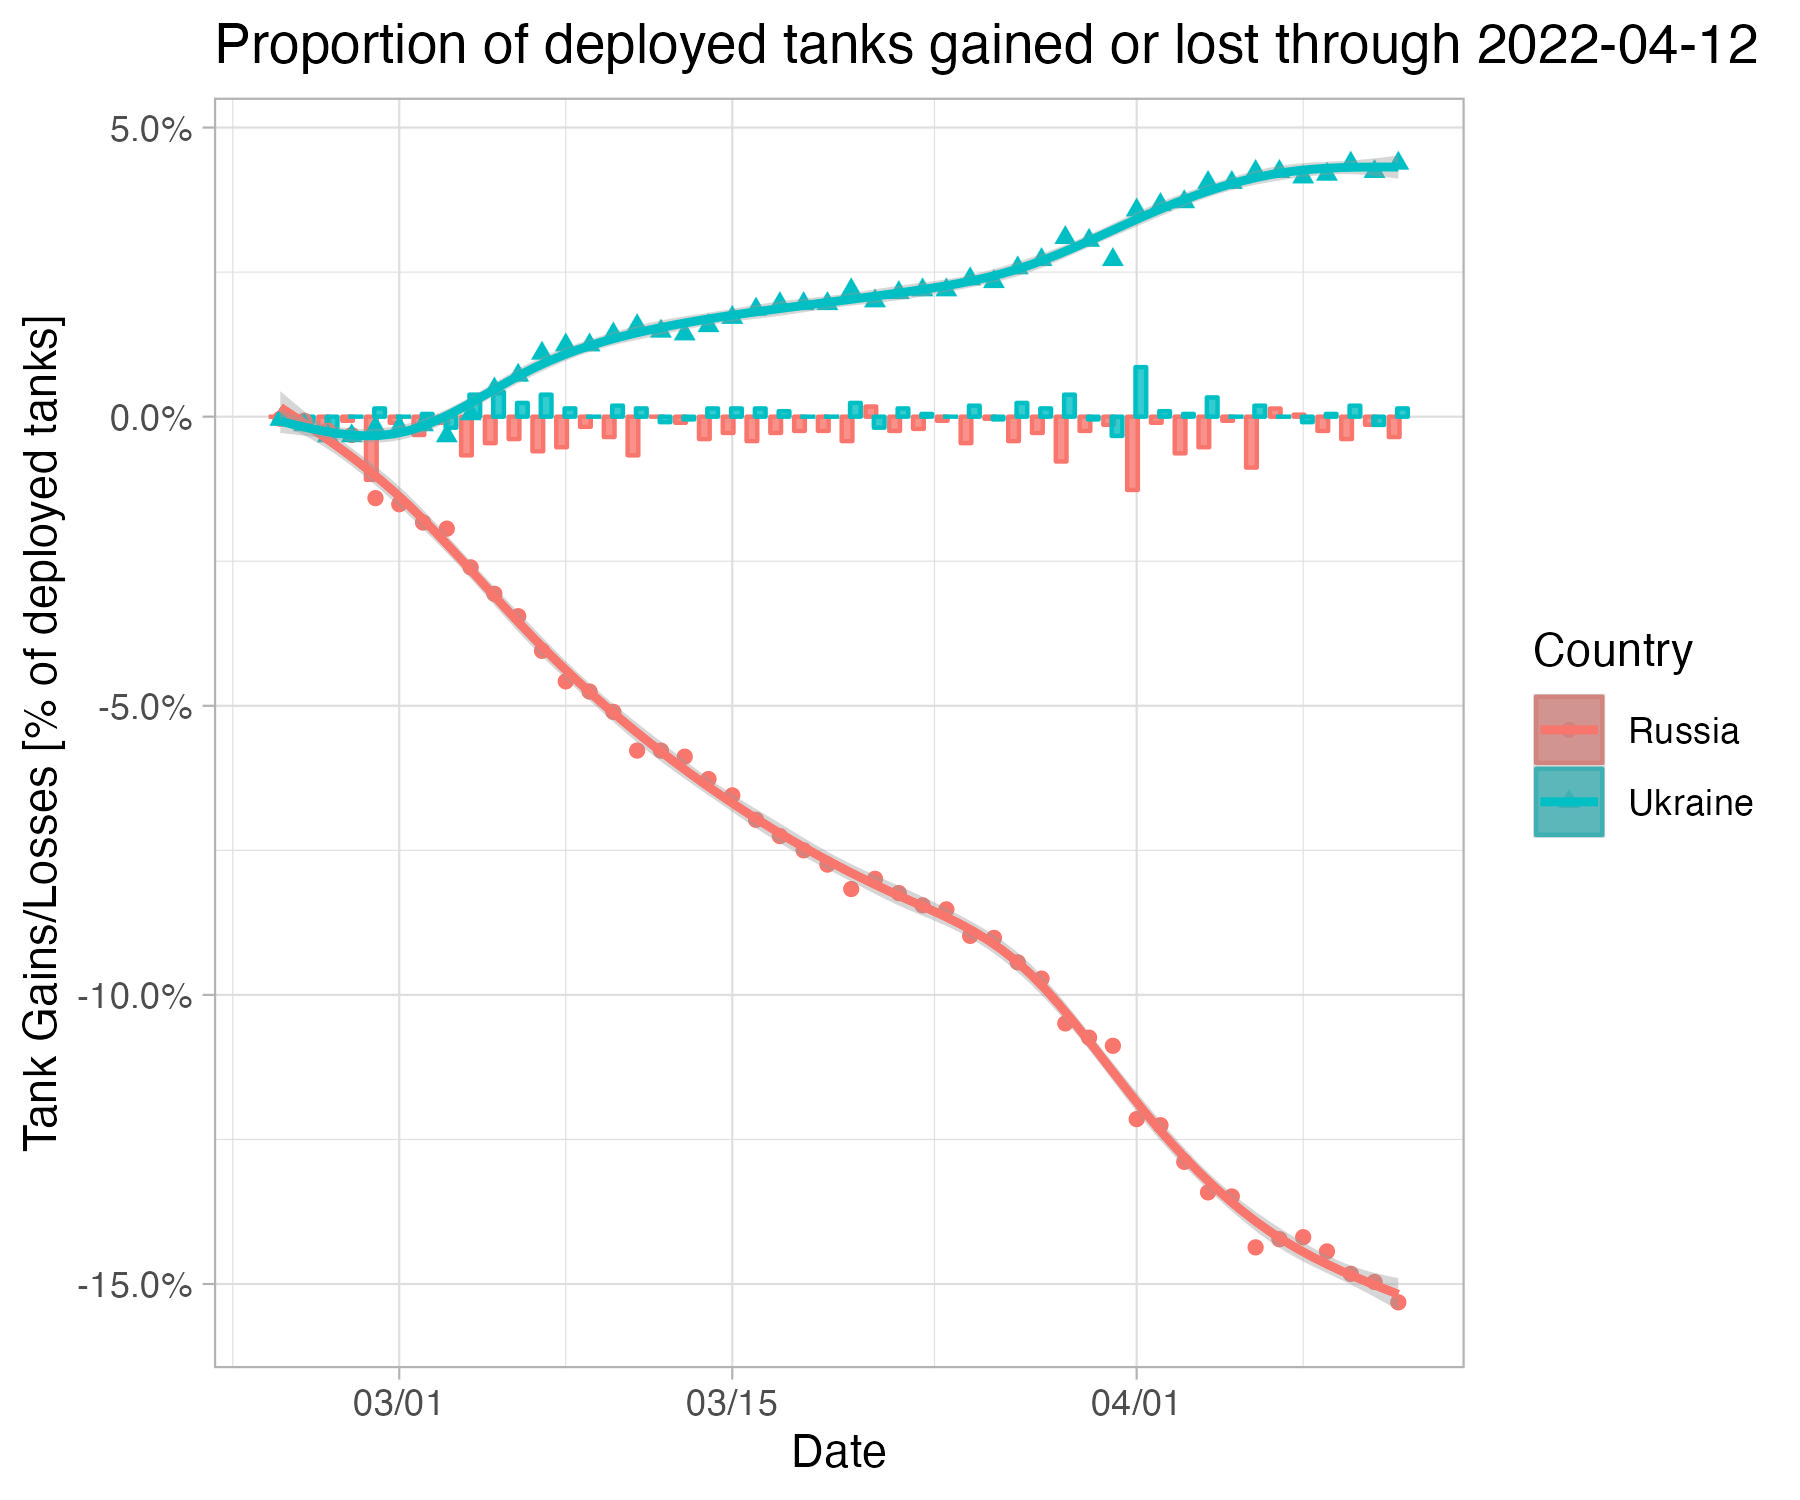 Proportion of deployed tanks gained or lost through 2022-04-12
Tank Gains/Losses [% of deployed tanks]
5.0%
0.0%
-5.0%
-10.0%
-15.0%
03/01
03/15
04/01
Date
Country
Russia
Ukraine